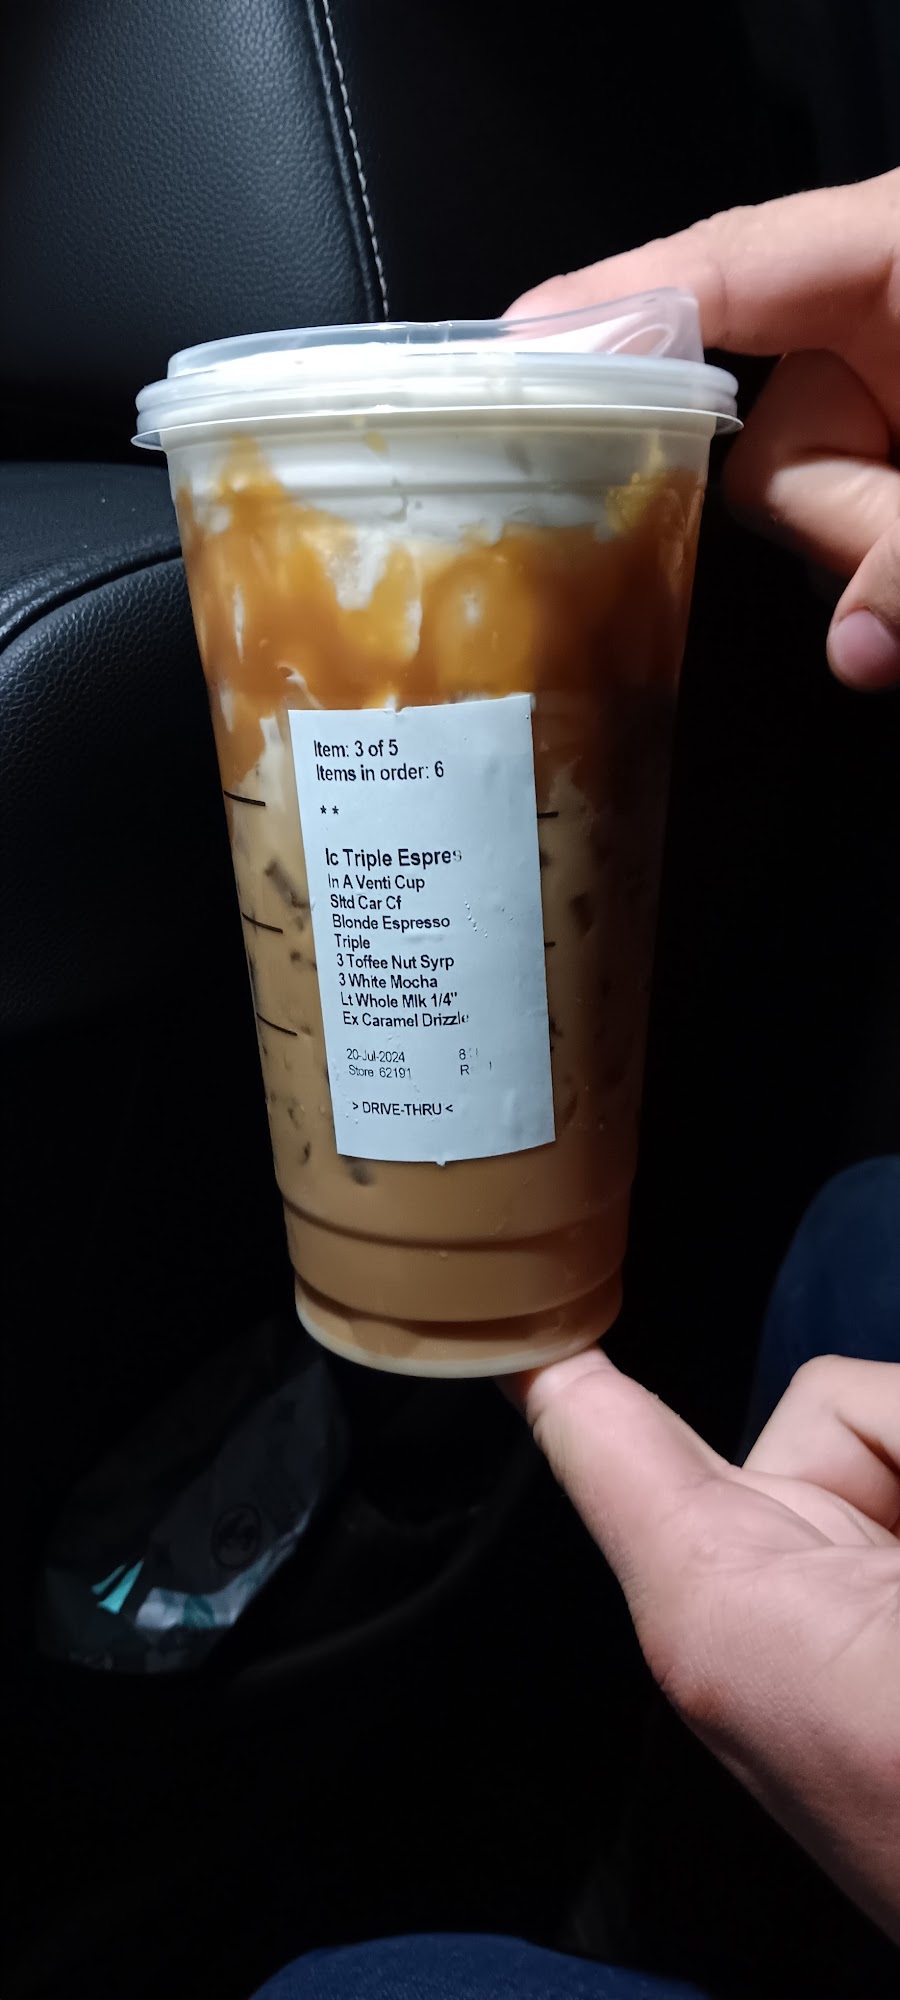 Item: 3 of 5
Items in order: 6
**
Ic Triple Espres
In A Venti Cup
Sltd Car Cf
Blonde Espresso
Triple
3 Toffee Nut Syrp
3 White Mocha
Lt Whole Mlk 1/4"
Ex Caramel Drizzle
20-Jul-2024
Store 62191
> DRIVE-THRU <